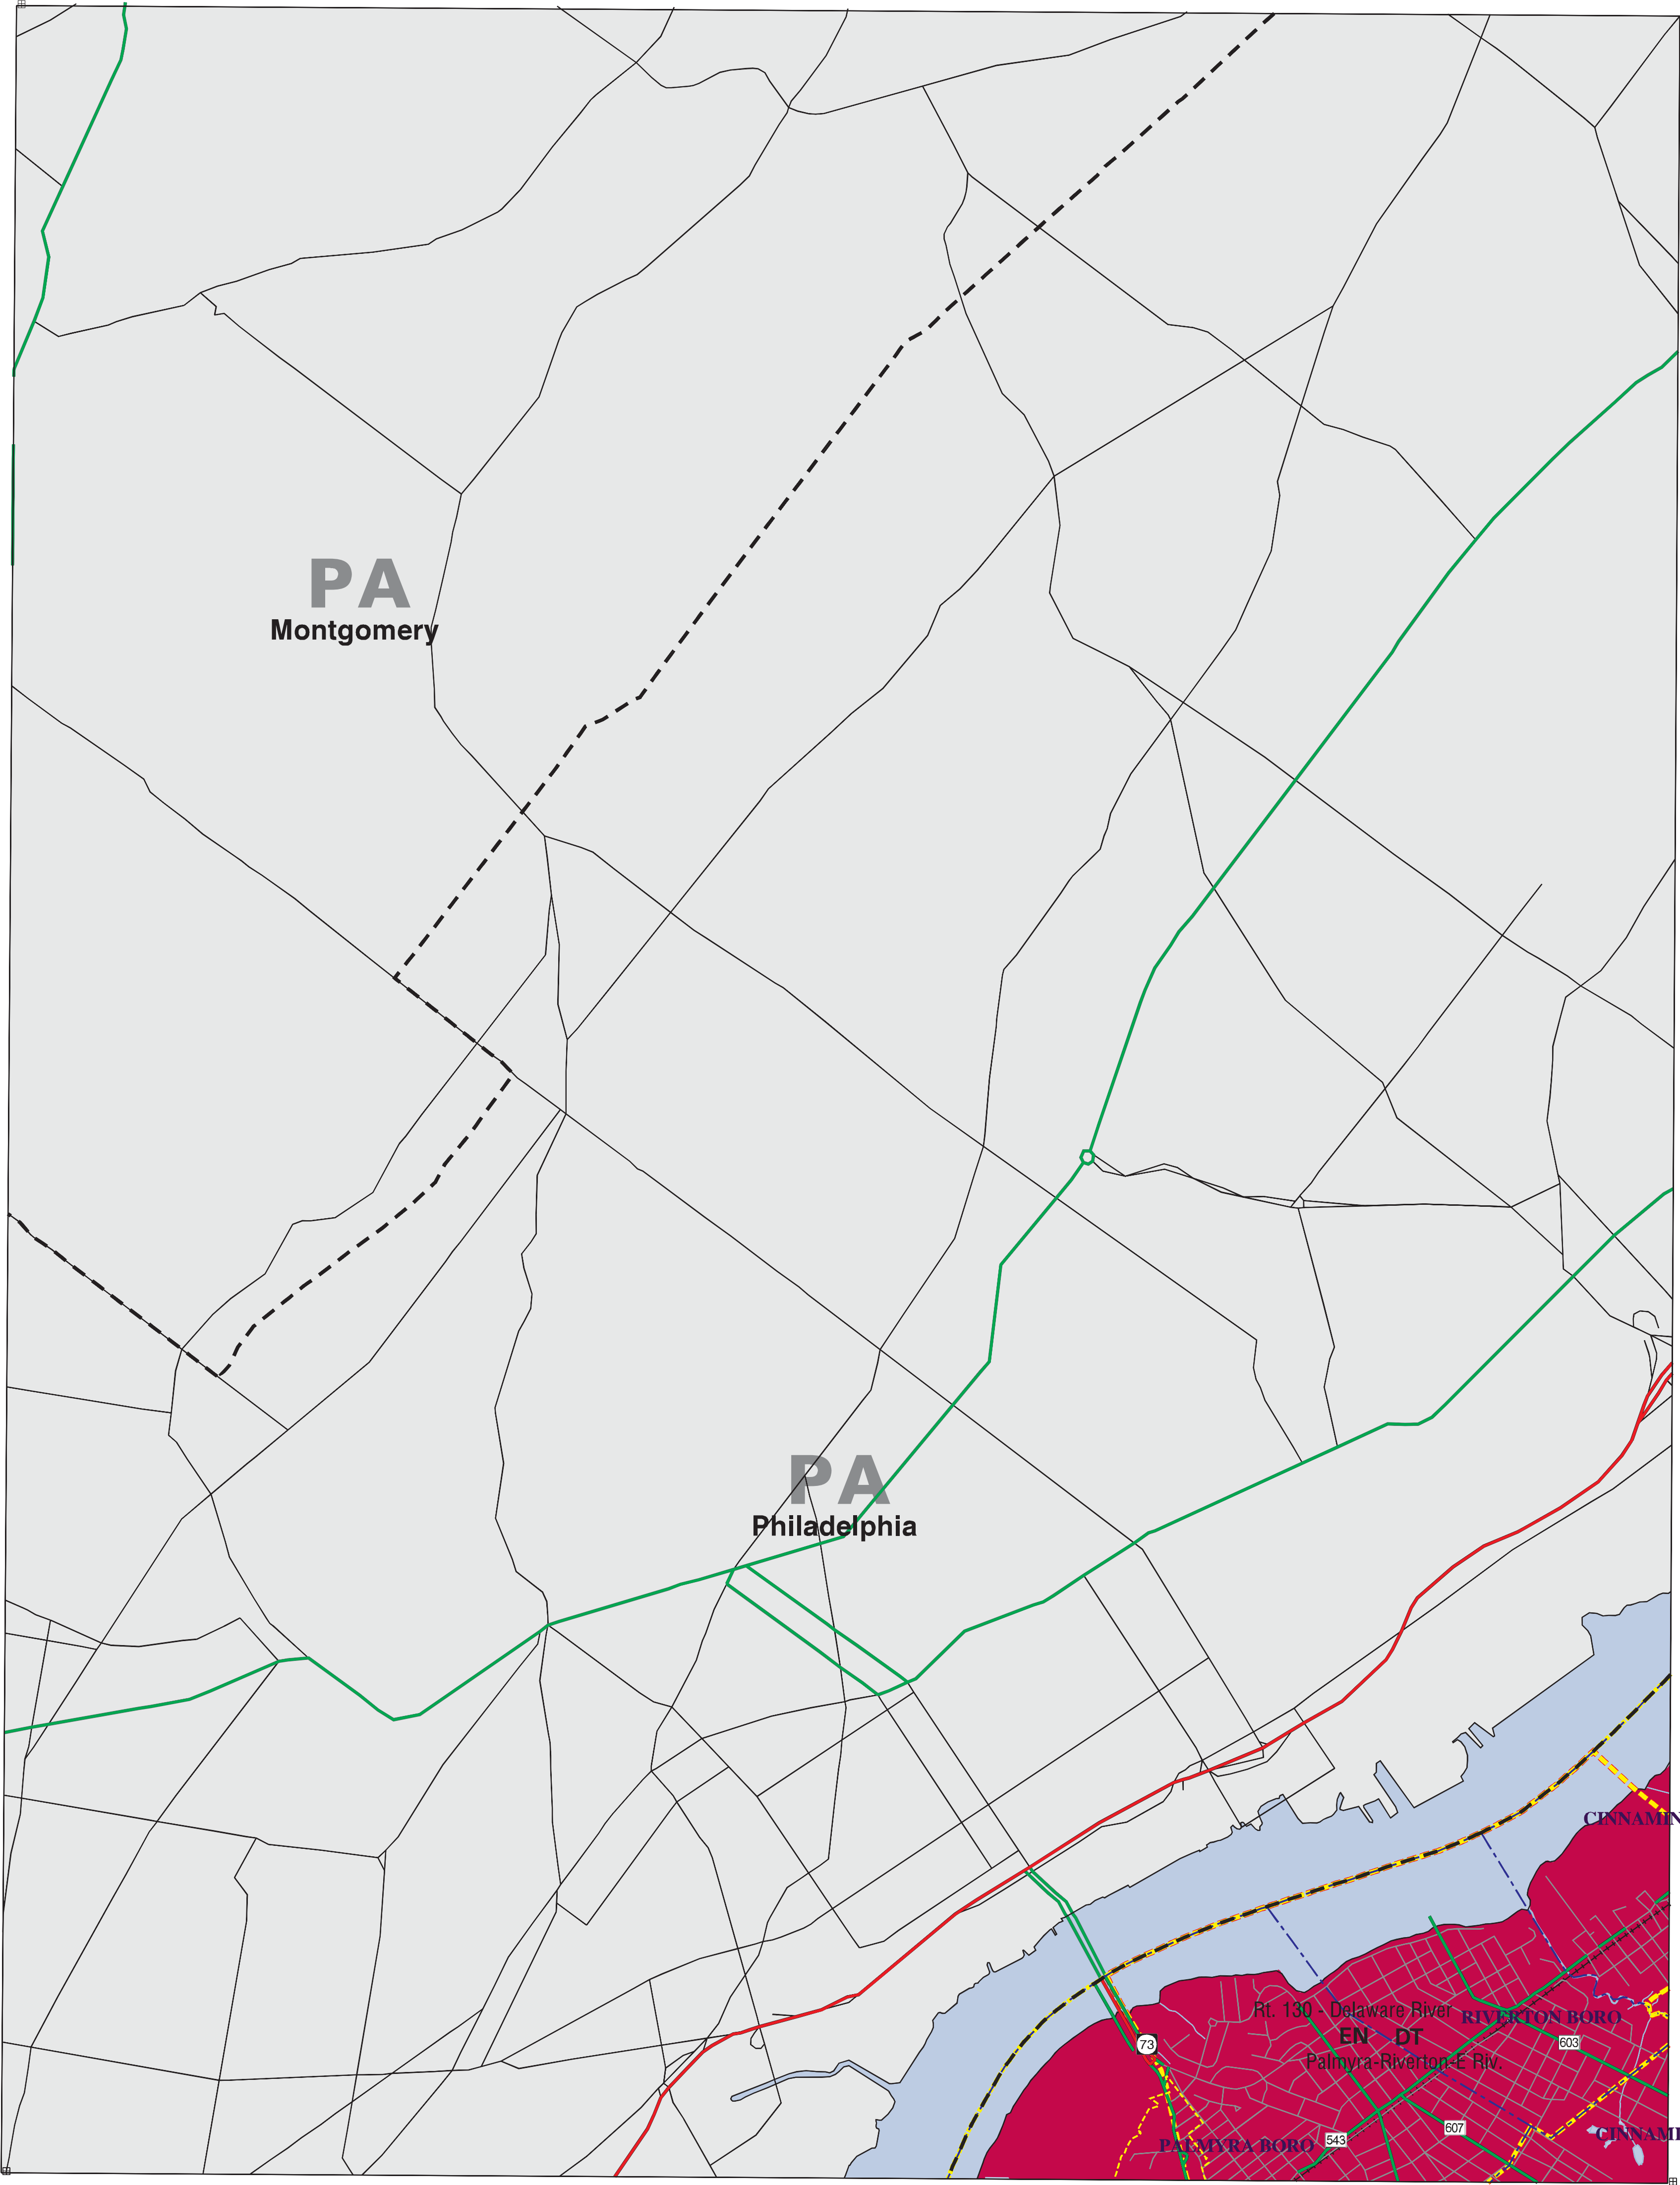 PA
Montgomery
PA
Philadelphia
CINNAMIN
Rt. 130 - Delaware River
RIVERTON BORO
EN DT
73
603
Palmyra-Riverton-E Riv.
607
CINNAMI
543
PALMYRA BORO